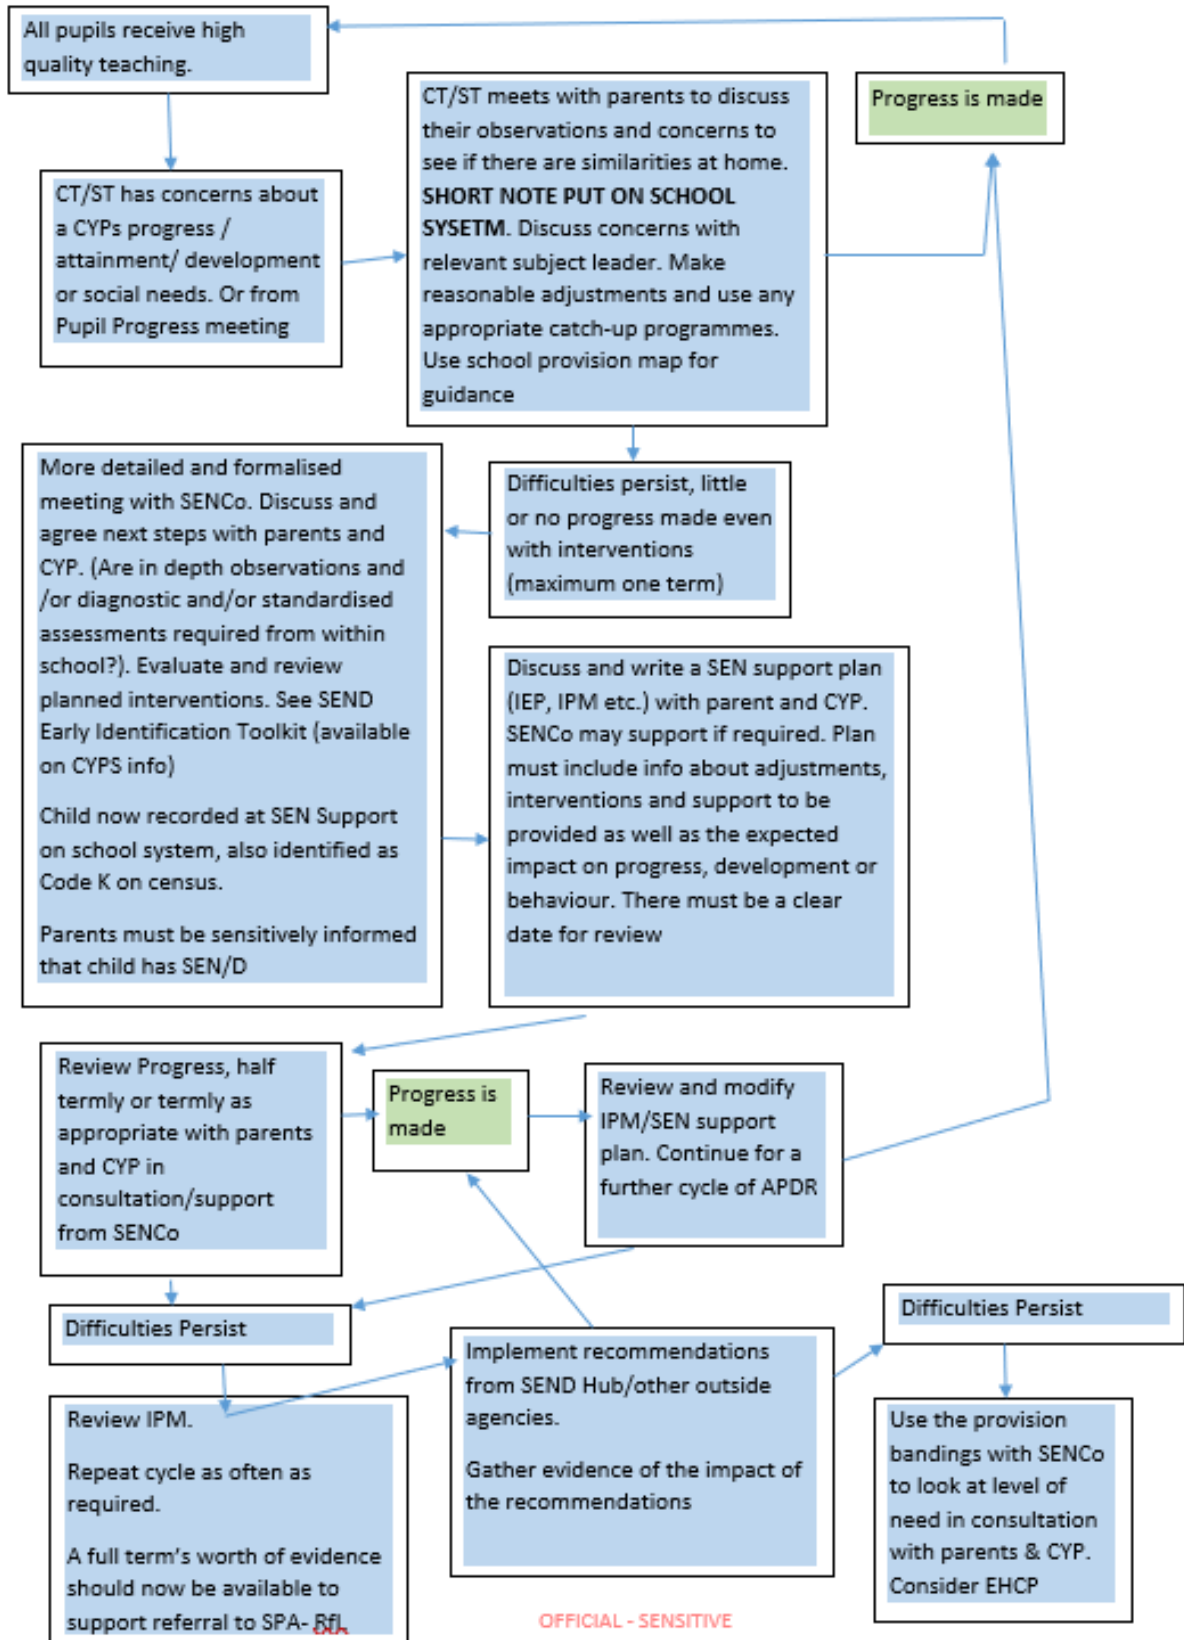 All pupils receive high
quality teaching.
Progress is made
CT/ST meets with parents to discuss
their observations and concerns to
see if there are similarities at home.
SHORT NOTE PUT ON SCHOOL
SYSETM. Discuss concerns with
relevant subject leader. Make
reasonable adjustments and use any
appropriate catch-up programmes.
Use school provision map for
guidance
CT/ST has concerns about
a CYPs progress /
attainment/ development
or social needs. Or from
Pupil Progress meeting
Difficulties persist, little
or no progress made even
with interventions
(maximum one term)
More detailed and formalised
meeting with SENCo. Discuss and
agree next steps with parents and
CYP. (Are in depth observations and
/or diagnostic and/or standardised
assessments required from within
school?). Evaluate and review
planned interventions. See SEND
Early Identification Toolkit (available
on CYPS info)
Child now recorded at SEN Support
on school system, also identified as
Code K on census.
Parents must be sensitively informed
that child has SEN/D
Discuss and write a SEN support plan
(IEP, IPM etc.) with parent and CYP.
SENCo may support if required. Plan
must include info about adjustments,
interventions and support to be
provided as well as the expected
impact on progress, development or
behaviour. There must be a clear
date for review
Review Progress, half
termly or termly as
appropriate with parents
and CYP in
consultation/support
from SENCo
Progress is
made
Review and modify
IPM/SEN support
plan. Continue for a
further cycle of APDR
Difficulties Persist
Difficulties Persist
Implement recommendations
from SEND Hub/other outside
agencies.
Gather evidence of the impact of
the recommendations
Review IPM.
Repeat cycle as often as
required.
A full term's worth of evidence
should now be available to
support referral to SPA- RfI
Use the provision
bandings with SENCo
to look at level of
need in consultation
with parents & CYP.
Consider EHCP
OFFICIAL - SENSITIVE